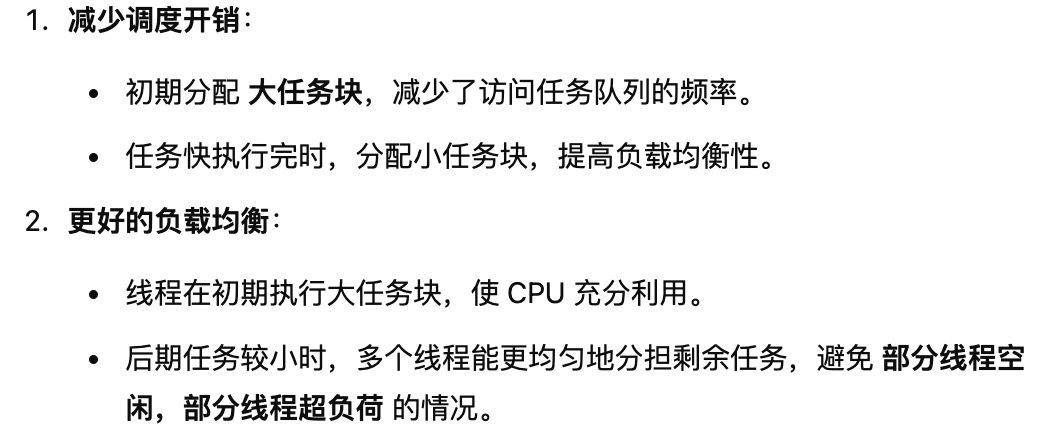 1. 减少调度开销：
• 初期分配 大任务块，减少了访问任务队列的频率。
• 任务快执行完时，分配小任务块，提高负载均衡性。
2. 更好的负载均衡：
• 线程在初期执行大任务块，使 CPU 充分利用。
• 后期任务较小时，多个线程能更均匀地分担剩余任务，避免 部分线程空
闲，部分线程超负荷 的情况。